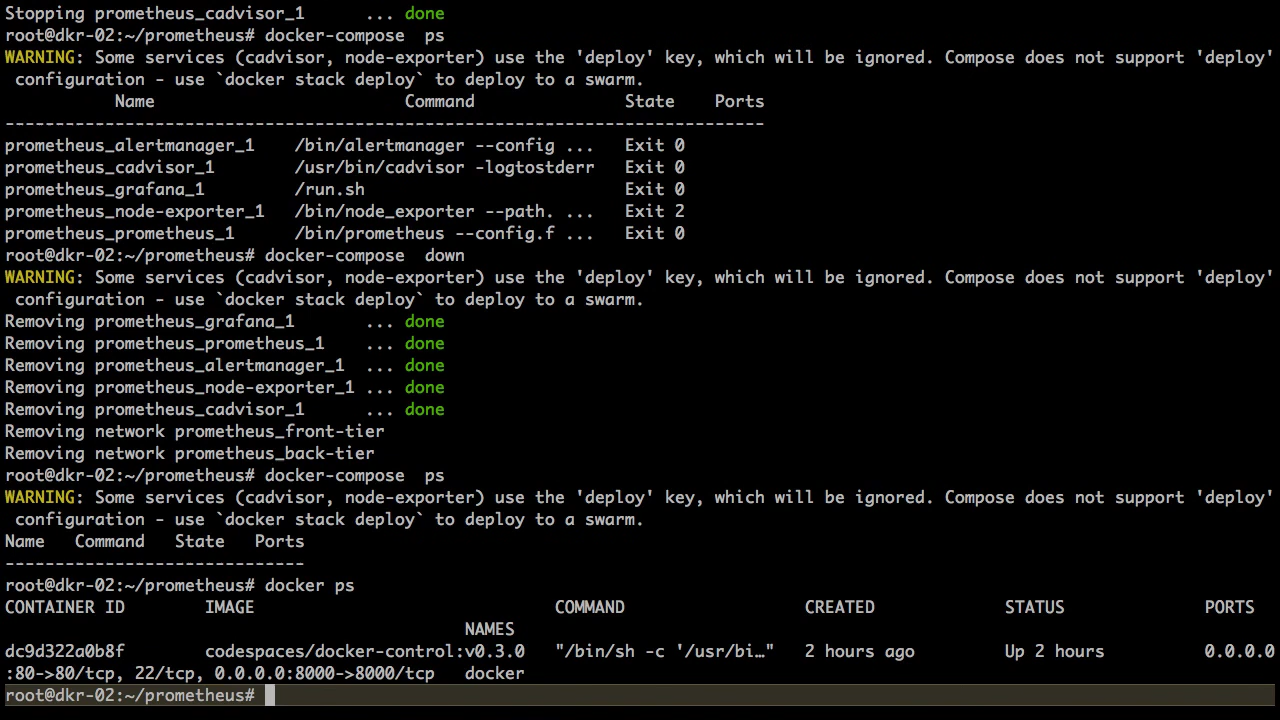 Stopping prometheus_cadvisor_1      ... done
root@dkr-02:~/prometheus# docker-compose  ps
WARNING: Some services (cadvisor, node-exporter) use the 'deploy' key, which will be ignored. Compose does not support 'deploy'
 configuration - use `docker stack deploy` to deploy to a swarm.
           Name                         Command               State    Ports
----------------------------------------------------------------------------
prometheus_alertmanager_1    /bin/alertmanager --config ...   Exit 0
prometheus_cadvisor_1        /usr/bin/cadvisor -logtostderr   Exit 0
prometheus_grafana_1         /run.sh                          Exit 0
prometheus_node-exporter_1   /bin/node_exporter --path. ...   Exit 2
prometheus_prometheus_1      /bin/prometheus --config.f ...   Exit 0
root@dkr-02:~/prometheus# docker-compose  down
WARNING: Some services (cadvisor, node-exporter) use the 'deploy' key, which will be ignored. Compose does not support 'deploy'
 configuration - use `docker stack deploy` to deploy to a swarm.
Removing prometheus_grafana_1       ... done
Removing prometheus_prometheus_1    ... done
Removing prometheus_alertmanager_1  ... done
Removing prometheus_node-exporter_1 ... done
Removing prometheus_cadvisor_1      ... done
Removing network prometheus_front-tier
Removing network prometheus_back-tier
root@dkr-02:~/prometheus# docker-compose  ps
WARNING: Some services (cadvisor, node-exporter) use the 'deploy' key, which will be ignored. Compose does not support 'deploy'
 configuration - use `docker stack deploy` to deploy to a swarm.
Name   Command   State   Ports
------------------------------
root@dkr-02:~/prometheus# docker ps
CONTAINER ID        IMAGE                              COMMAND                  CREATED             STATUS              PORTS
                                              NAMES
dc9d322a0b8f        codespaces/docker-control:v0.3.0   "/bin/sh -c '/usr/bi…"   2 hours ago         Up 2 hours          0.0.0.0
:80->80/tcp, 22/tcp, 0.0.0.0:8000->8000/tcp   docker
root@dkr-02:~/prometheus#